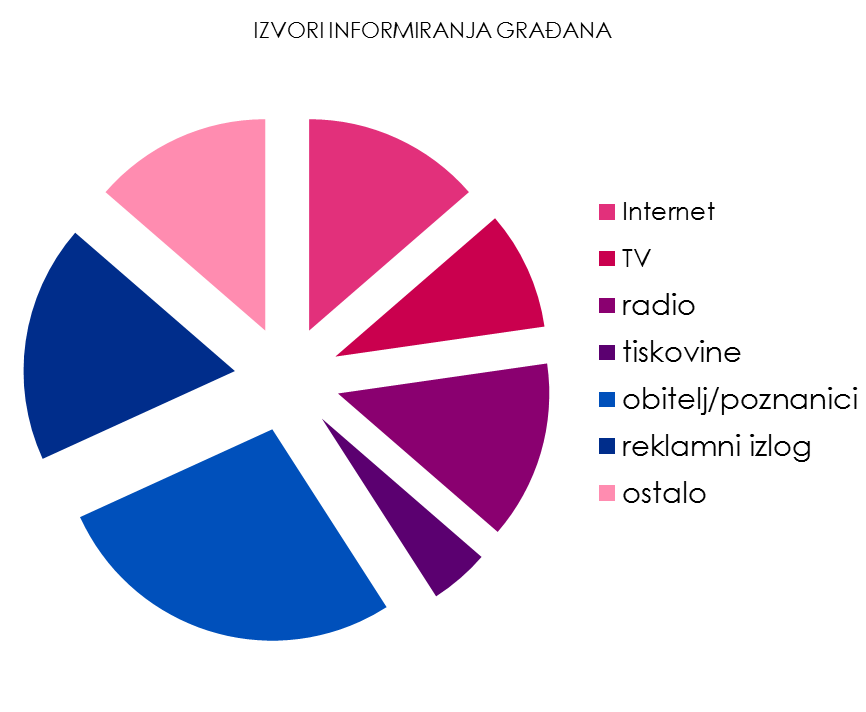 IZVORI INFORMIRANJA GRAĐANA
Internet
TV
radio
tiskovine
obitelj/poznanici
reklamni izlog
ostalo